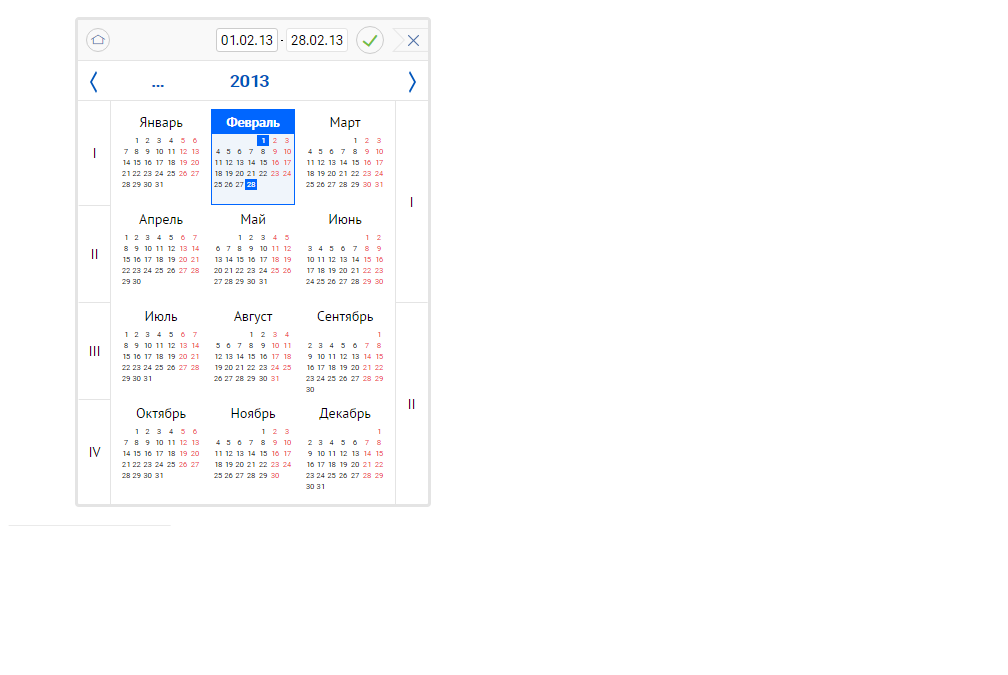 01.02.13 - 28.02.13
... 2013
Январь Февраль Март
1 2 3 4 5 6 1 2 3 1 2 3
7 8 9 10 11 12 13 4 5 6 7 8 9 10 4 5 6 7 8 9 10
I
14 15 16 17 18 19 20 11 12 13 14 15 16 17 11 12 13 14 15 16 17
21 22 23 24 25 26 27 18 19 20 21 22 23 24 18 19 20 21 22 23 24
28 29 30 31 25 26 27 28 25 26 27 28 29 30 31
I
Апрель Май Июнь
1 2 3 4 5 6 7 1 2 3 4 5 1 2
8 9 10 11 12 13 14 6 7 8 9 10 11 12 3 4 5 6 7 8 9
II
15 16 17 18 19 20 21 13 14 15 16 17 18 19 10 11 12 13 14 15 16
22 23 24 25 26 27 28 20 21 22 23 24 25 26 17 18 19 20 21 22 23
29 30 27 28 29 30 31 24 25 26 27 28 29 30
Июль Август Сентябрь
1 2 3 4 5 6 7 1 2 3 4 1
8 9 10 11 12 13 14 5 6 7 8 9 10 11 2 3 4 5 6 7 8
III
15 16 17 18 19 20 21 12 13 14 15 16 17 18 9 10 11 12 13 14 15
22 23 24 25 26 27 28 19 20 21 22 23 24 25 16 17 18 19 20 21 22
29 30 31 26 27 28 29 30 31 23 24 25 26 27 28 29
30
II
Октябрь Ноябрь Декабрь
1 2 3 4 5 6 1 2 3 1
7 8 9 10 11 12 13 4 5 6 7 8 9 10 2 3 4 5 6 7 8
IV
14 15 16 17 18 19 20 11 12 13 14 15 16 17 9 10 11 12 13 14 15
21 22 23 24 25 26 27 18 19 20 21 22 23 24 16 17 18 19 20 21 22
28 29 30 31 25 26 27 28 29 30 23 24 25 26 27 28 29
30 31